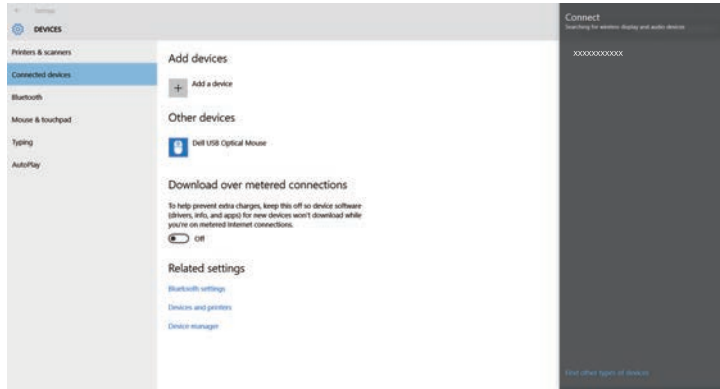 Settings
DEVICES
Printers & scanners
Connected devices
Bluetooth
Mouse & touchpad
Typing
AutoPlay
Add devices
Add a device
Other devices
Dell USB Optical Mouse
Download over metered connections
To help prevent extra charges, keep this off so device software
(drivers, info, and apps) for new devices won't download while
you're on metered Internet connections.
Off
Related settings
Bluetooth settings
Devices and printers
Device manager
Connect
Searching for wireless display and audio devices
XXXXXXXXXXX
Find other types of devices